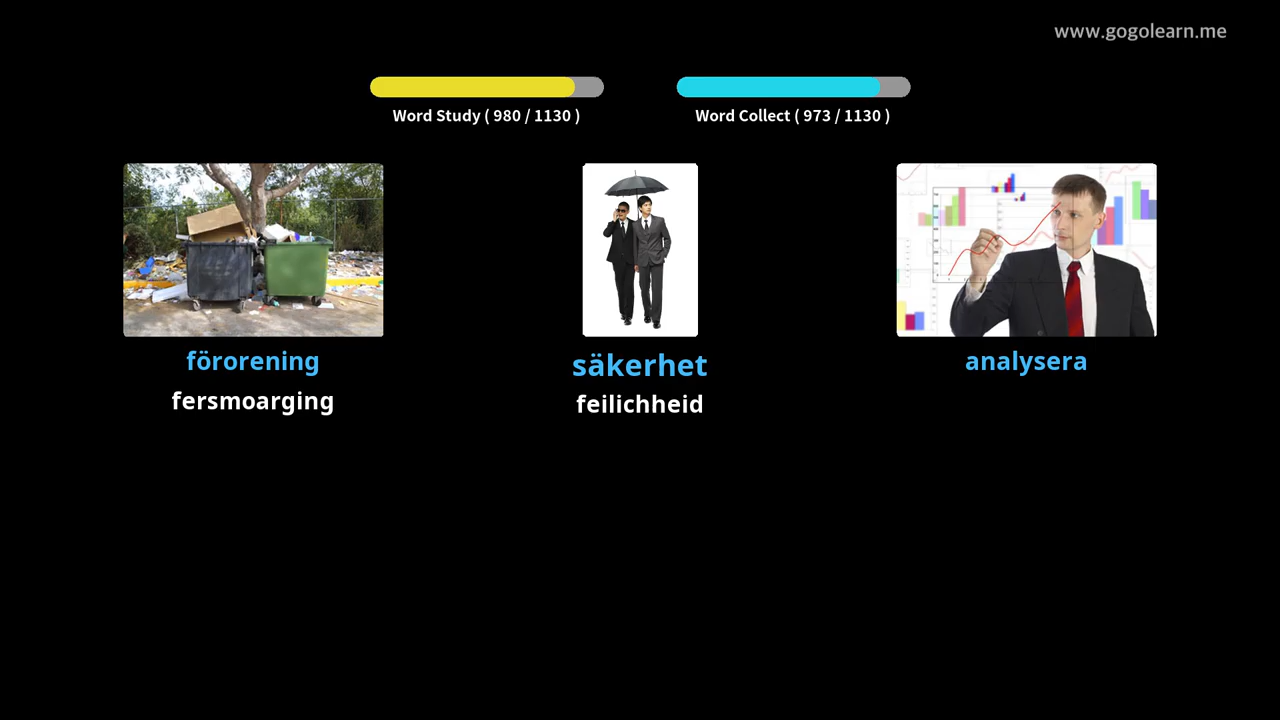 www.gogolearn.me
Word Study ( 980 / 1130 )
Word Collect ( 973 / 1130 )
förorening
säkerhet
analysera
fersmoarging
feilichheid